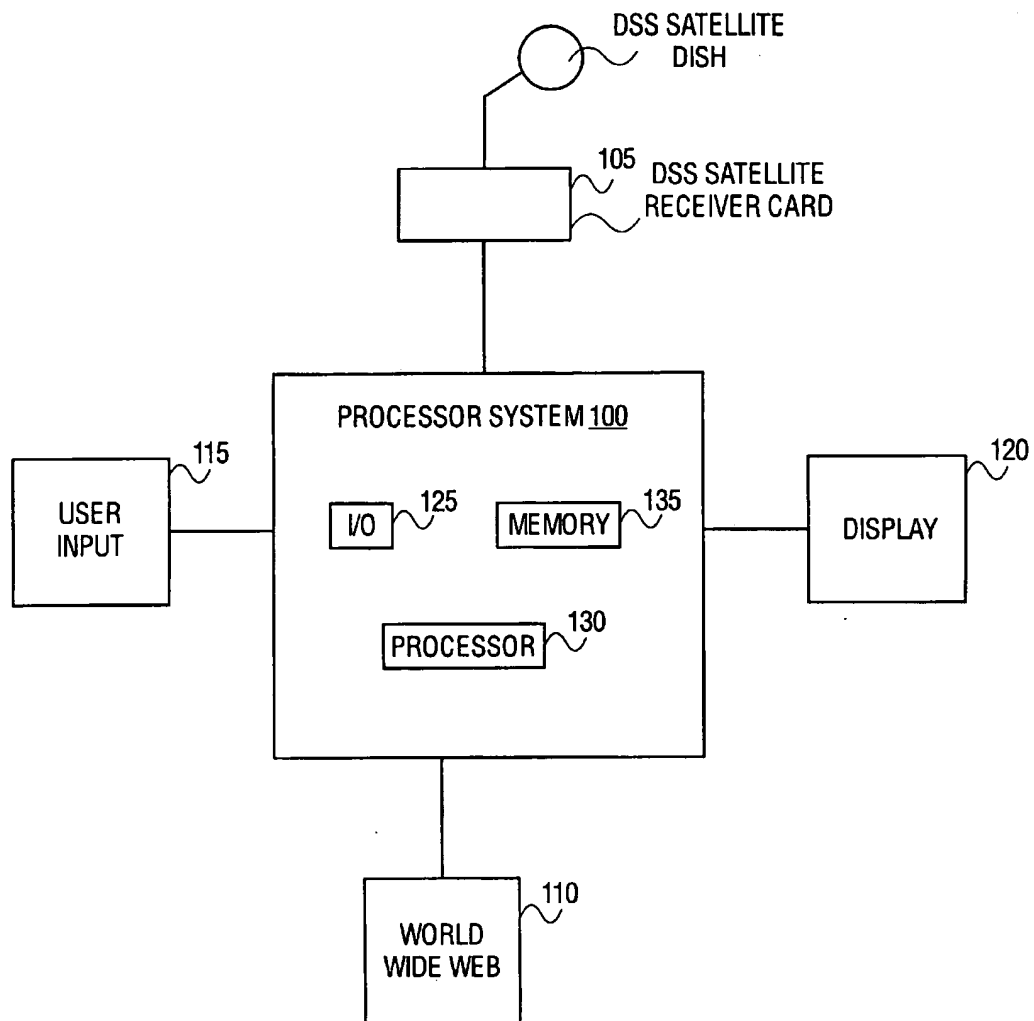 DSS SATELLITE
DISH
105
DSS SATELLITE
RECEIVER CARD
PROCESSOR SYSTEM 100
115
USER
INPUT
I/O
125
MEMORY
135
120
DISPLAY
PROCESSOR
130
110
WORLD
WIDE WEB